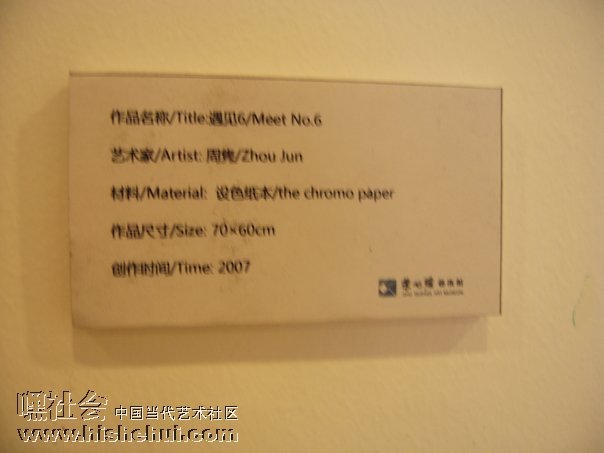 作品名称/Title:遇见6/Meet No.6
艺术家/Artist: 周隽/Zhou Jun
材料/Material: 设色纸本/the chromo paper
作品尺寸/Size: 70×60cm
创作时间/Time: 2007
嘿社会 中国当代艺术社区
www.hishehui.com